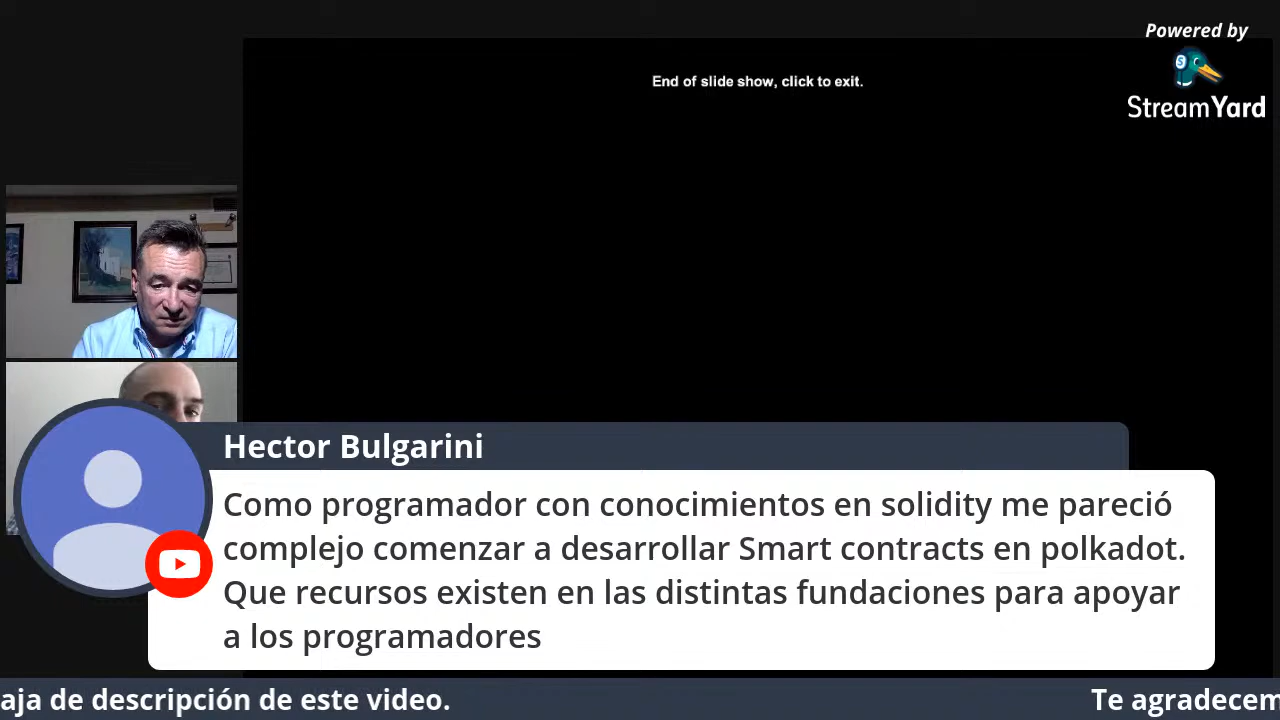 Powered by
StreamYard
End of slide show, click to exit.
Hector Bulgarini
Como programador con conocimientos en solidity me pareció
complejo comenzar a desarrollar Smart contracts en polkadot.
Que recursos existen en las distintas fundaciones para apoyar
a los programadores
aja de descripción de este video.
Te agradecem